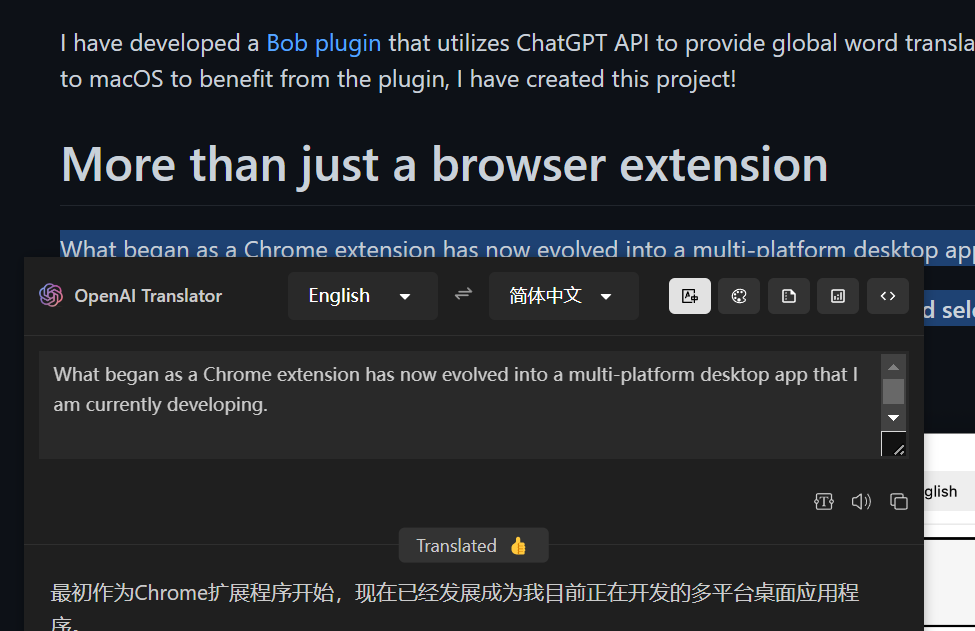 I have developed a Bob plugin that utilizes ChatGPT API to provide global word
to macOS to benefit from the plugin, I have created this project!
More than just a browser extension
What began as a Chrome extension has now evolved into a multi-platform desktop
OpenAI Translator
English
简体中文
What began as a Chrome extension has now evolved into a multi-platform desktop app that I
am currently developing.
Translated 👍
最初作为Chrome扩展程序开始，现在已经发展成为我目前正在开发的多平台桌面应用程
序。